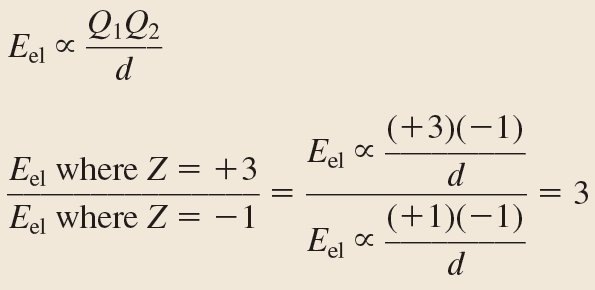 E_el ∝ Q₁Q₂ / d
E_el where Z = +3 / E_el where Z = −1 = (E_el ∝ (+3)(−1) / d) / (E_el ∝ (+1)(−1) / d) = 3